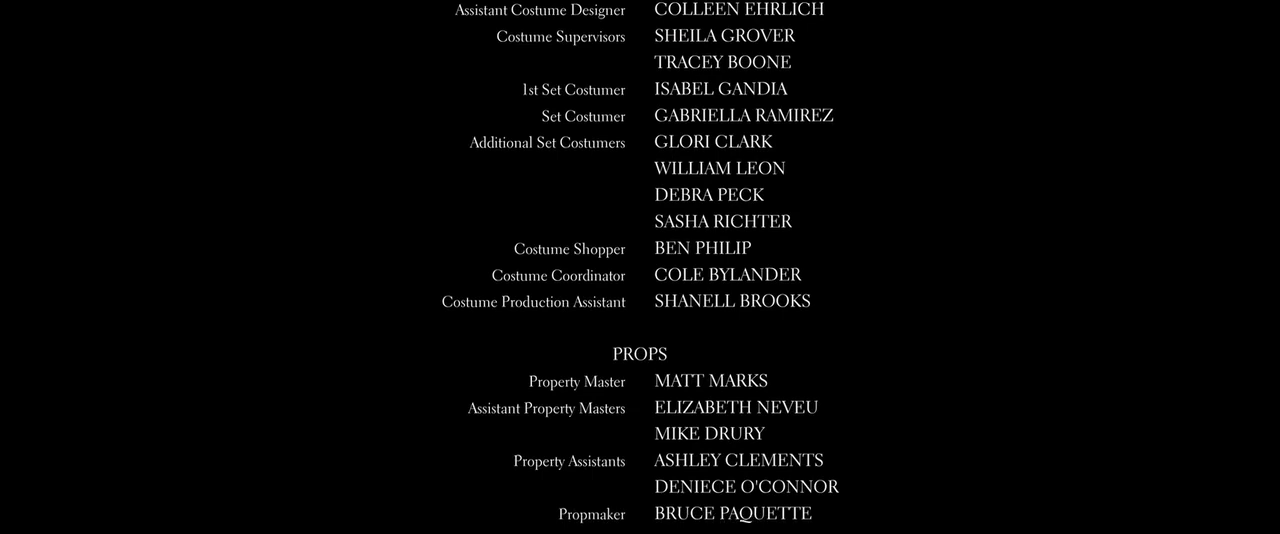 Assistant Costume Designer COLLEEN EHRLICH
Costume Supervisors SHEILA GROVER
TRACEY BOONE
1st Set Costumer ISABEL GANDIA
Set Costumer GABRIELLA RAMIREZ
Additional Set Costumers GLORI CLARK
WILLIAM LEON
DEBRA PECK
SASHA RICHTER
Costume Shopper BEN PHILIP
Costume Coordinator COLE BYLANDER
Costume Production Assistant SHANELL BROOKS
PROPS
Property Master MATT MARKS
Assistant Property Masters ELIZABETH NEVEU
MIKE DRURY
Property Assistants ASHLEY CLEMENTS
DENIECE O'CONNOR
Propmaker BRUCE PAQUETTE